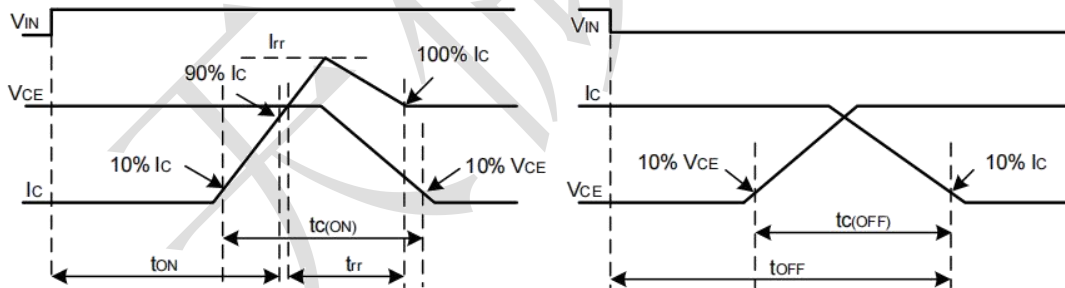 VIN
Irr
100% IC
90% IC
VCE
10% IC
10% VCE
IC
tC(ON)
tON
trr
VIN
IC
10% VCE
10% IC
VCE
tC(OFF)
tOFF